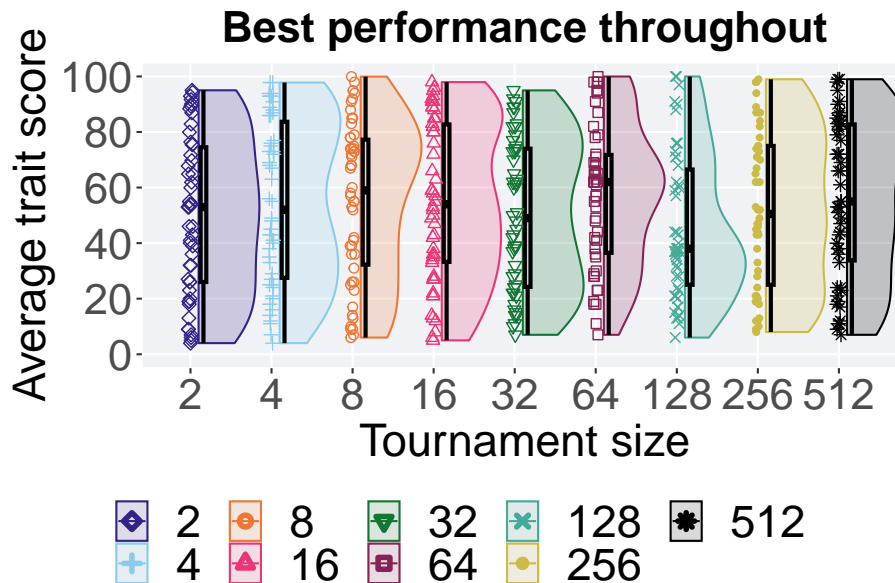 Best performance throughout
Average trait score
100
80
60
40
20
0
2 4 8 16 32 64 128 256 512
Tournament size
2 8 32 128 512
4 16 64 256